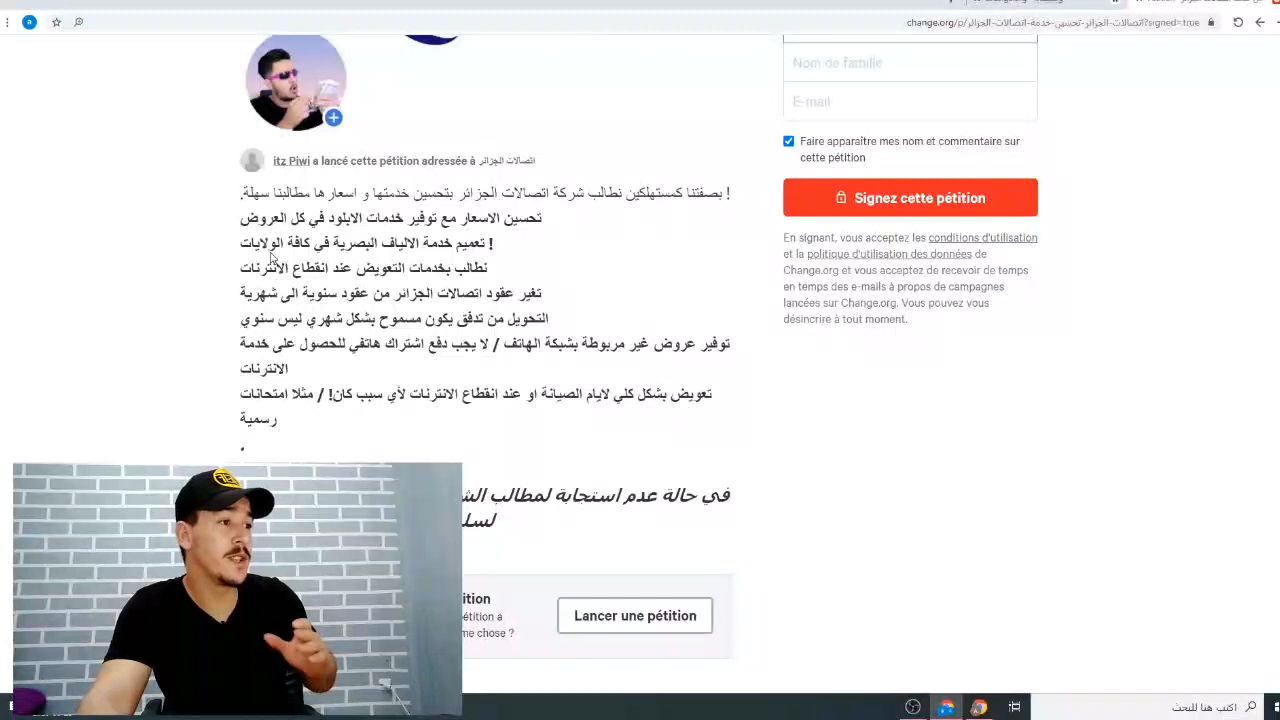 change.org/p/اتصالات-الجزائر-تحسين-خدمة-اتصالات-الجزائر?signed=true
itz Piwi a lancé cette pétition adressée à اتصالات الجزائر
! بصفتنا كمستهلكين نطالب شركة اتصالات الجزائر بتحسين خدمتها و اسعارها مطالبنا سهلة.
تحسين الاسعار مع توفير خدمات الابلود في كل العروض
! تعميم خدمة الالياف البصرية في كافة الولايات
نطالب بخدمات التعويض عند انقطاع الانترنات
تغير عقود اتصالات الجزائر من عقود سنوية الى شهرية
التحويل من تدفق يكون مسموح بشكل شهري ليس سنوي
توفير عروض غير مربوطة بشبكة الهاتف / لا يجب دفع اشتراك هاتفي للحصول على خدمة
الانترنات
تعويض بشكل كلي لايام الصيانة او عند انقطاع الانترنات لأي سبب كان! / مثلا امتحانات
رسمية
.
في حالة عدم استجابة لمطالب
Nom de famille
E-mail
Faire apparaître mon nom et commentaire sur
cette pétition
Signez cette pétition
En signant, vous acceptez les conditions d'utilisation
et la politique d'utilisation des données de
Change.org et vous acceptez de recevoir de temps
en temps des e-mails à propos de campagnes
lancées sur Change.org. Vous pouvez vous
désincrire à tout moment.
ition
pétition a
me chose ?
Lancer une pétition
اكتب هنا للبحث